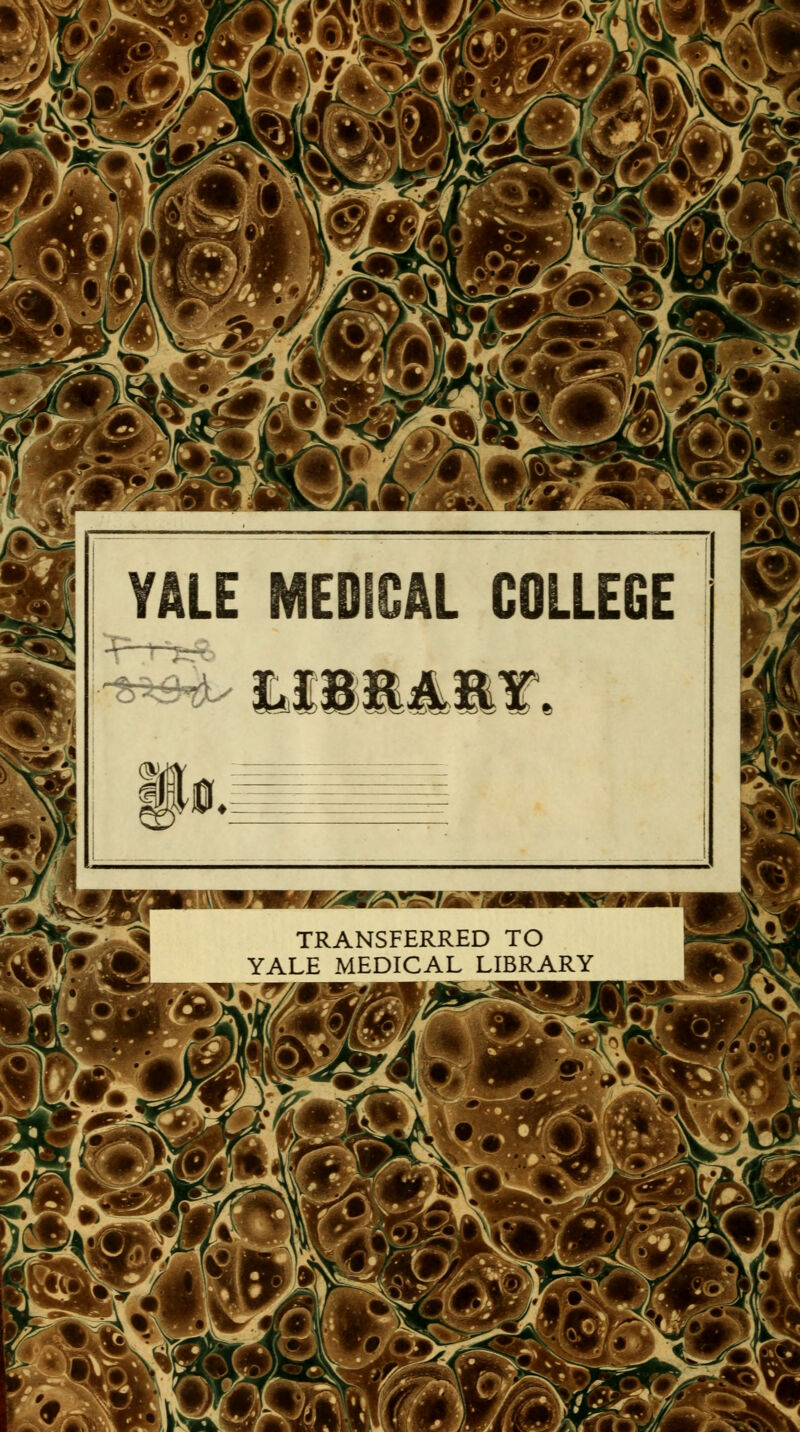 YALE MEDICAL COLLEGE
LIBRARY.
No.
TRANSFERRED TO
YALE MEDICAL LIBRARY